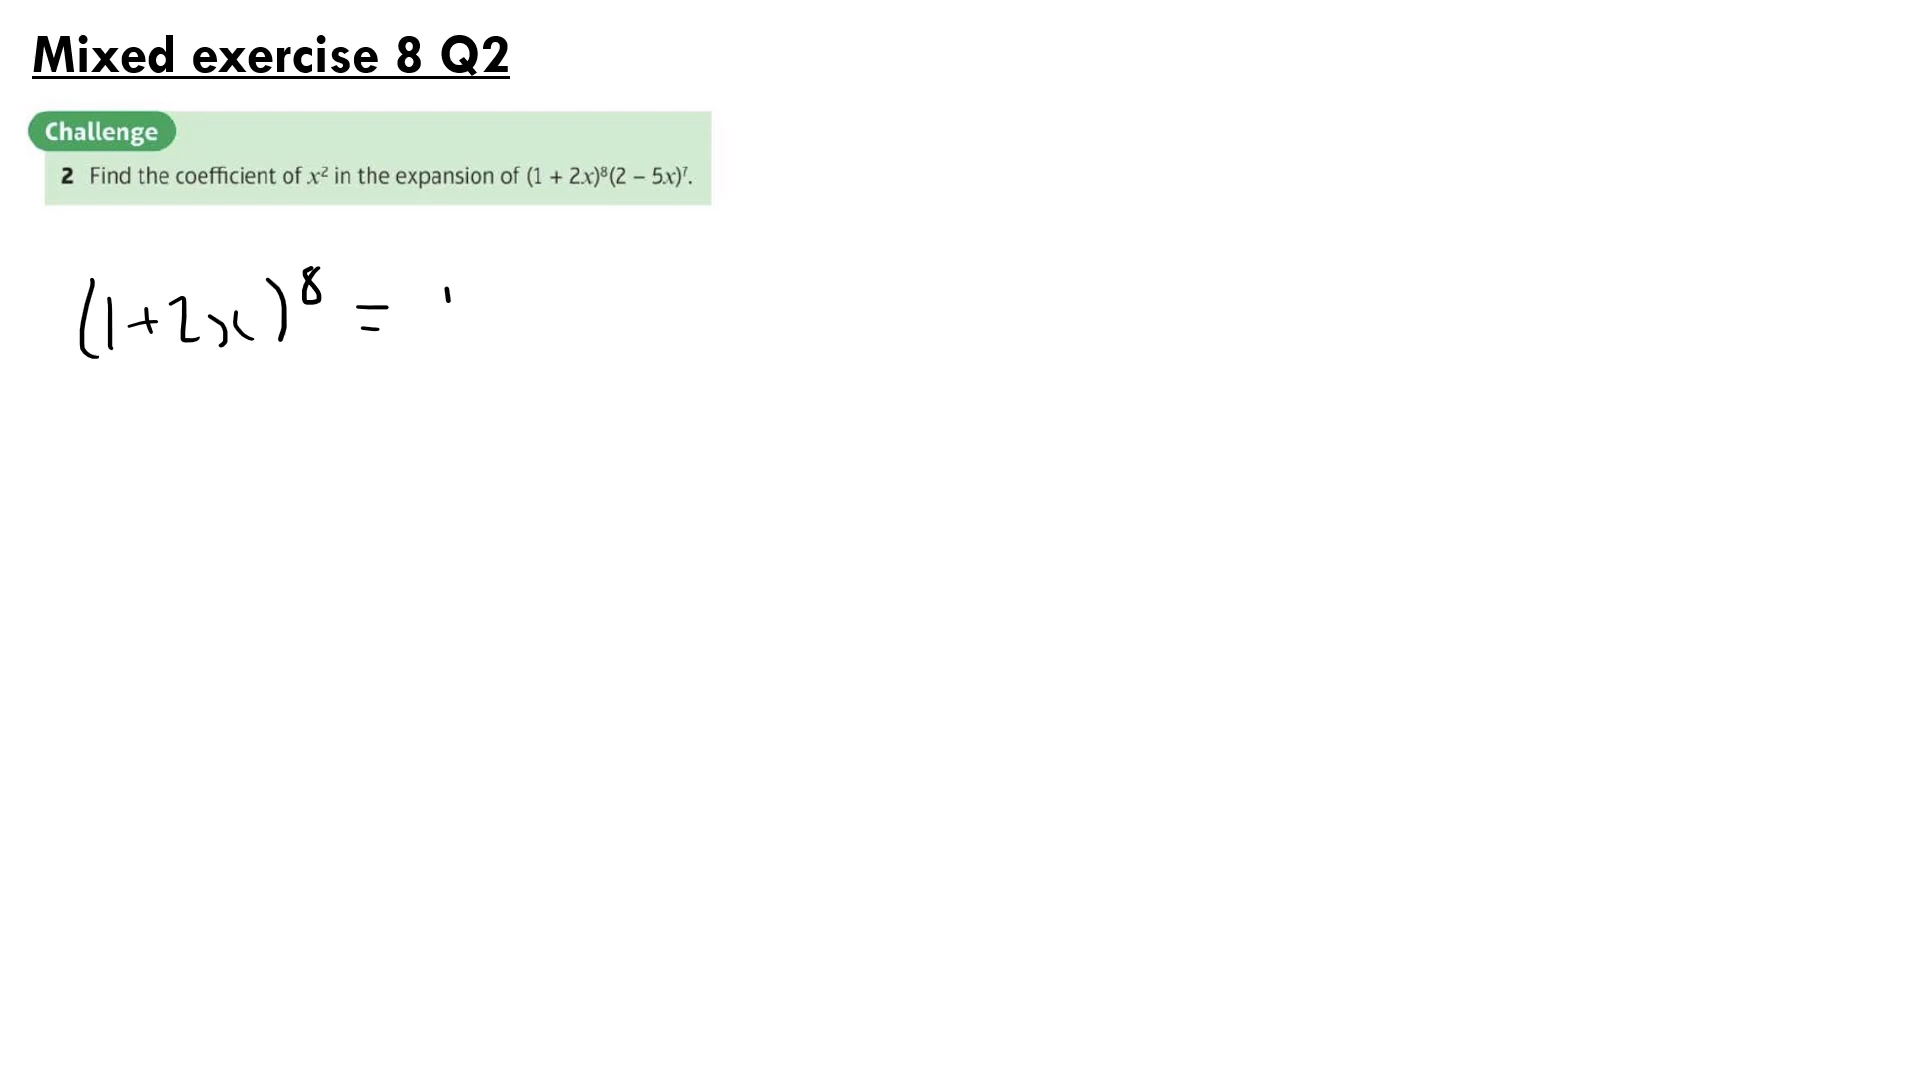 Mixed exercise 8 Q2
Challenge
2 Find the coefficient of x² in the expansion of (1 + 2x)⁸(2 – 5x)⁷.
(1+2x)⁸ =